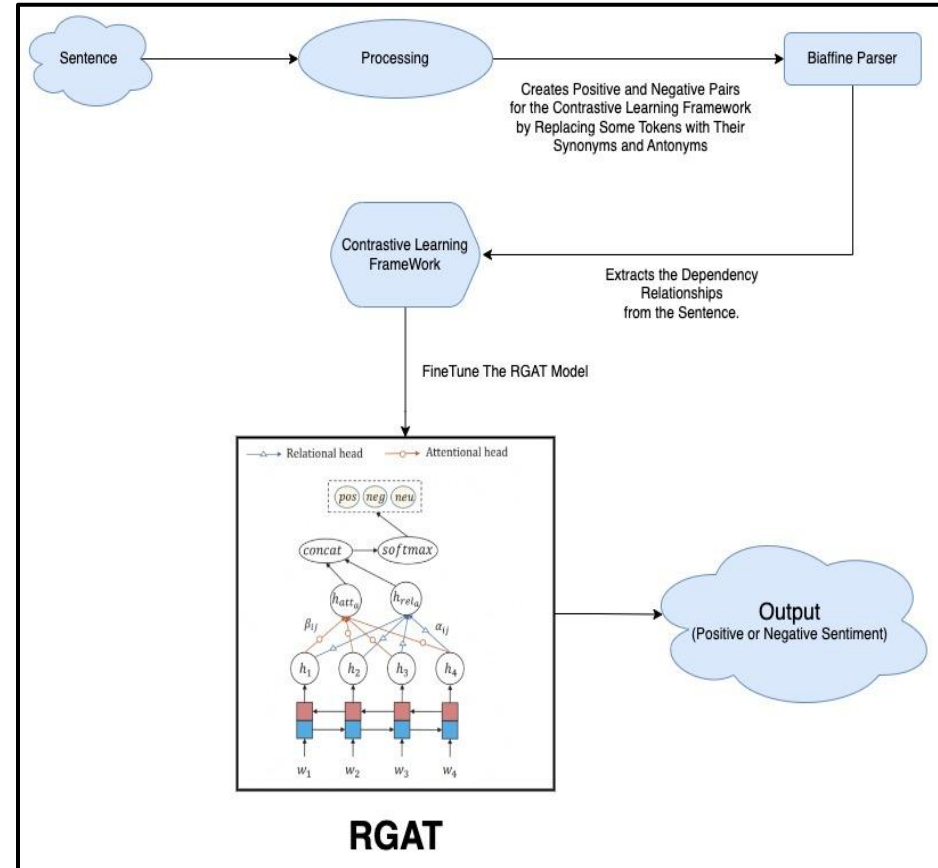 Sentence
Processing
Biaffine Parser
Creates Positive and Negative Pairs
for the Contrastive Learning Framework
by Replacing Some Tokens with Their
Synonyms and Antonyms
Contrastive Learning
FrameWork
Extracts the Dependency
Relationships
from the Sentence.
FineTune The RGAT Model
Relational head Attentional head
pos neg neu
concat softmax
h_att_a h_rel_a
β_ij α_ij
h_1 h_2 h_3 h_4
w_1 w_2 w_3 w_4
Output
(Positive or Negative Sentiment)
RGAT